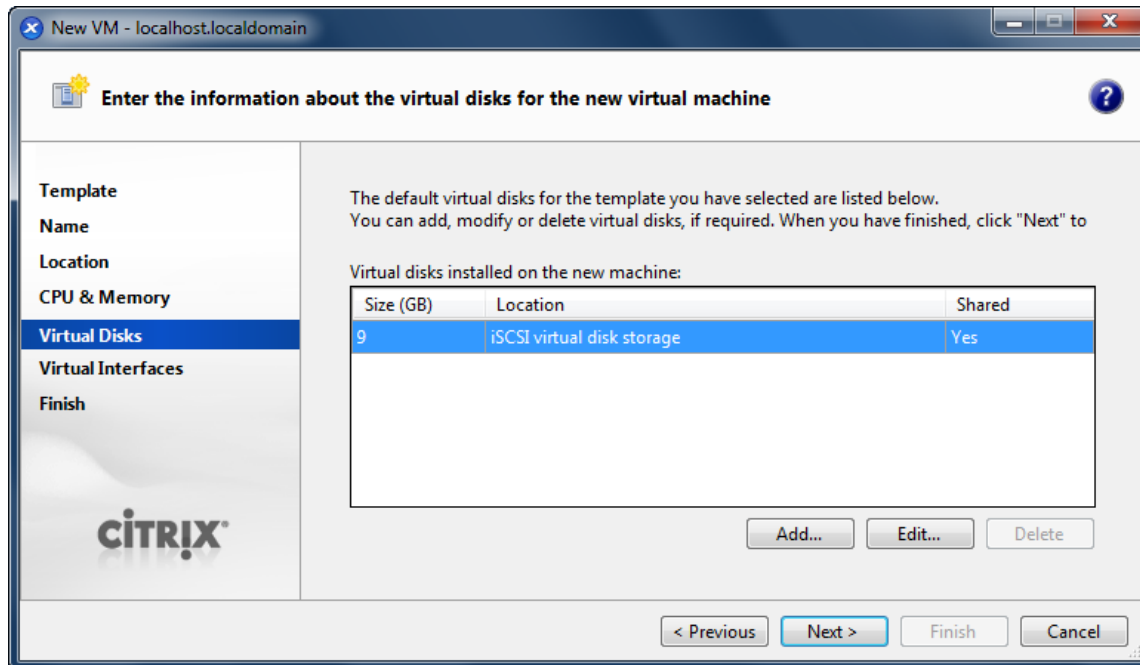 New VM - localhost.localdomain
Enter the information about the virtual disks for the new virtual machine
?
Template
Name
Location
CPU & Memory
Virtual Disks
Virtual Interfaces
Finish
CITRIX®
The default virtual disks for the template you have selected are listed below.
You can add, modify or delete virtual disks, if required. When you have finished, click "Next" to
Virtual disks installed on the new machine:
Size (GB) Location Shared
9 iSCSI virtual disk storage Yes
Add... Edit... Delete
< Previous Next > Finish Cancel